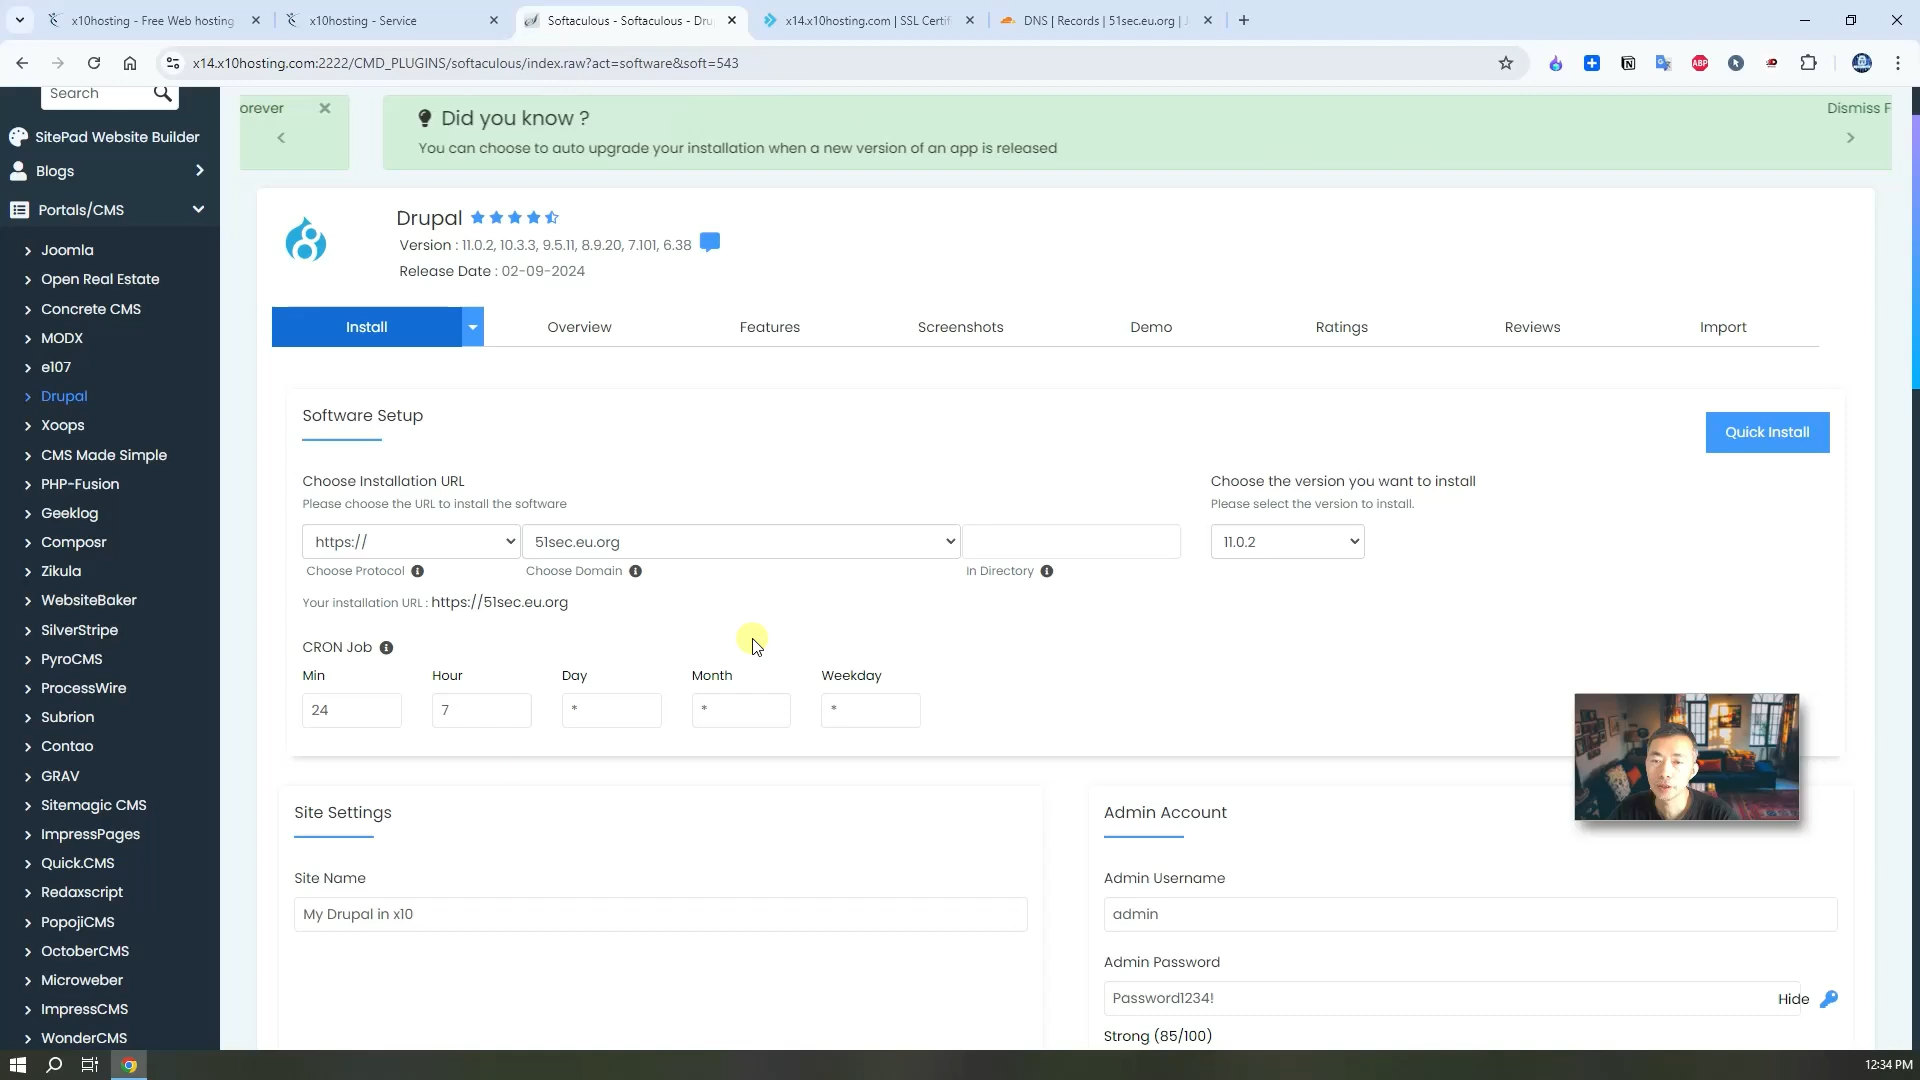 x10hosting - Free Web hosting
x10hosting - Service
Softaculous - Softaculous - Dru
x14.x10hosting.com | SSL Certif
DNS | Records | 51sec.eu.org |
x14.x10hosting.com:2222/CMD_PLUGINS/softaculous/index.raw?act=software&soft=543
ABP
Search
SitePad Website Builder
Blogs
Portals/CMS
Joomla
Open Real Estate
Concrete CMS
MODX
e107
Drupal
Xoops
CMS Made Simple
PHP-Fusion
Geeklog
Composr
Zikula
WebsiteBaker
SilverStripe
PyroCMS
ProcessWire
Subrion
Contao
GRAV
Sitemagic CMS
ImpressPages
Quick.CMS
Redaxscript
PopojiCMS
OctoberCMS
Microweber
ImpressCMS
WonderCMS
orever
Did you know ?
Dismiss F
You can choose to auto upgrade your installation when a new version of an app is released
Drupal
Version : 11.0.2, 10.3.3, 9.5.11, 8.9.20, 7.101, 6.38
Release Date : 02-09-2024
Install
Overview
Features
Screenshots
Demo
Ratings
Reviews
Import
Software Setup
Quick Install
Choose Installation URL
Please choose the URL to install the software
https://
51sec.eu.org
Choose Protocol
Choose Domain
In Directory
Your installation URL : https://51sec.eu.org
Choose the version you want to install
Please select the version to install.
11.0.2
CRON Job
Min
Hour
Day
Month
Weekday
24
7
*
*
*
Site Settings
Site Name
My Drupal in x10
Admin Account
Admin Username
admin
Admin Password
Password1234!
Hide
Strong (85/100)
12:34 PM